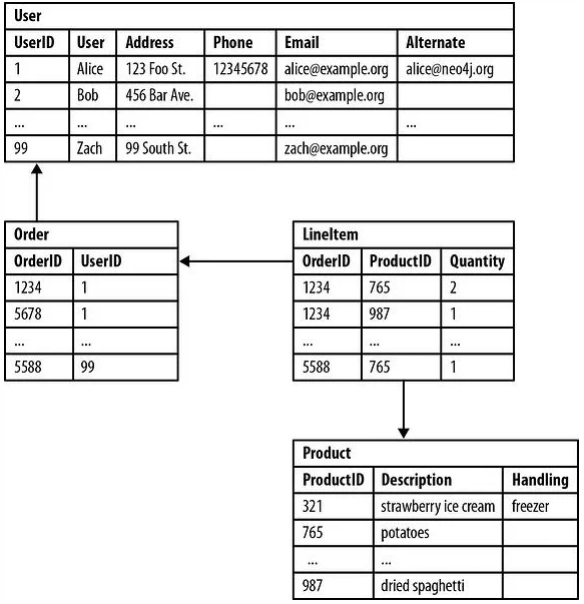 User
UserID User Address Phone Email Alternate
1 Alice 123 Foo St. 12345678 alice@example.org alice@neo4j.org
2 Bob 456 Bar Ave. bob@example.org
... ... ... ... ... ...
99 Zach 99 South St. zach@example.org
Order
OrderID UserID
1234 1
5678 1
... ...
5588 99
LineItem
OrderID ProductID Quantity
1234 765 2
1234 987 1
... ... ...
5588 765 1
Product
ProductID Description Handling
321 strawberry ice cream freezer
765 potatoes
... ...
987 dried spaghetti